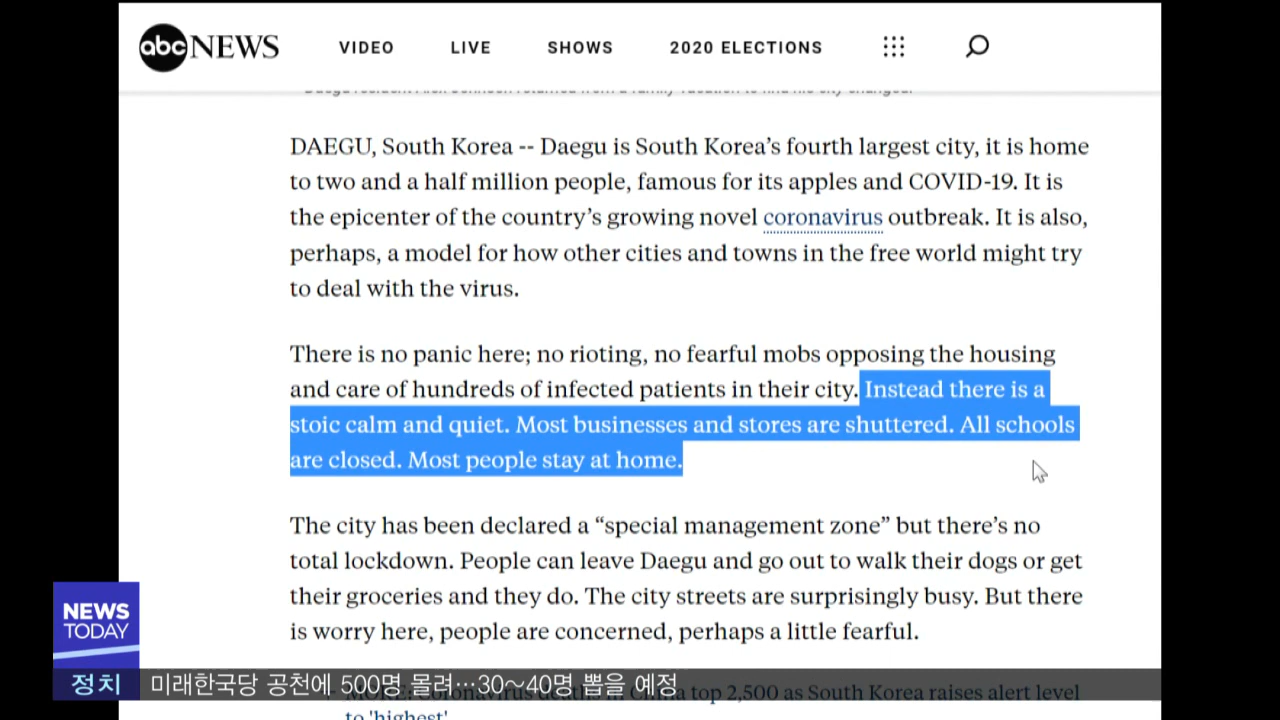 abc NEWS VIDEO LIVE SHOWS 2020 ELECTIONS
DAEGU, South Korea -- Daegu is South Korea’s fourth largest city, it is home
to two and a half million people, famous for its apples and COVID-19. It is
the epicenter of the country’s growing novel coronavirus outbreak. It is also,
perhaps, a model for how other cities and towns in the free world might try
to deal with the virus.
There is no panic here; no rioting, no fearful mobs opposing the housing
and care of hundreds of infected patients in their city. Instead there is a
stoic calm and quiet. Most businesses and stores are shuttered. All schools
are closed. Most people stay at home.
The city has been declared a “special management zone” but there’s no
total lockdown. People can leave Daegu and go out to walk their dogs or get
their groceries and they do. The city streets are surprisingly busy. But there
is worry here, people are concerned, perhaps a little fearful.
NEWS
TODAY
정치 미래한국당 공천에 500명 몰려…30～40명 뽑을 예정
top 2,500 as South Korea raises alert level
to 'highest'